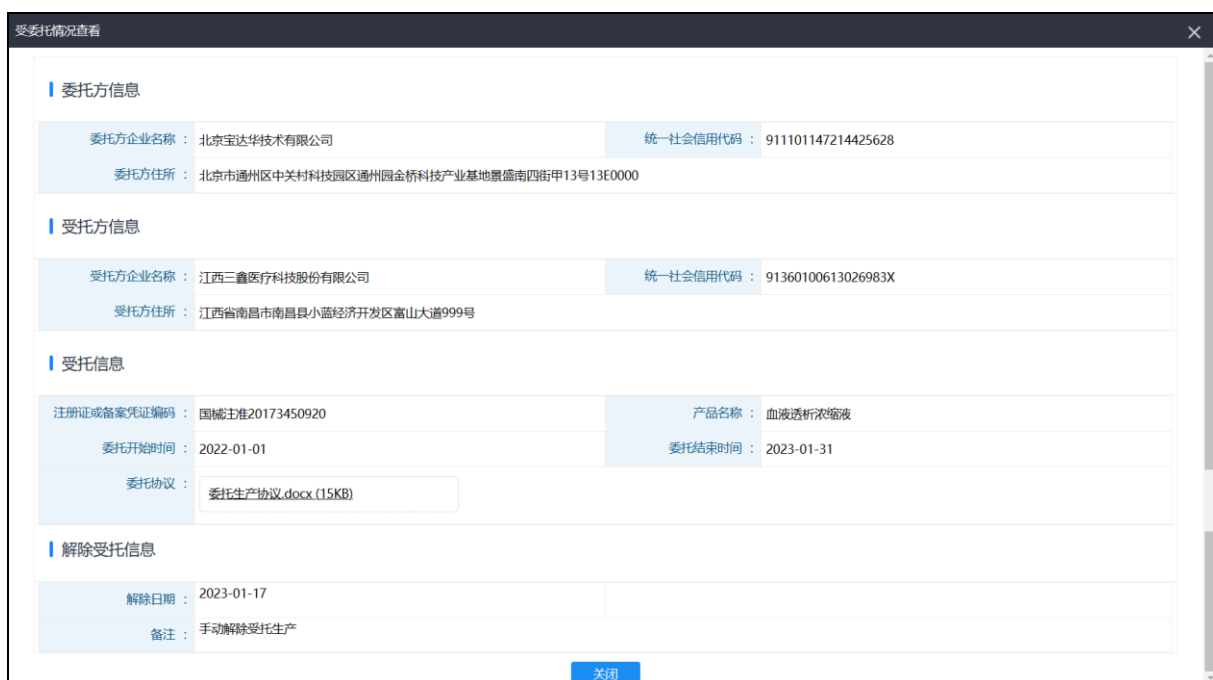 受委托情况查看
委托方信息
委托方企业名称 : 北京宝达华技术有限公司 统一社会信用代码 : 911101147214425628
委托方住所 : 北京市通州区中关村科技园区通州园金桥科技产业基地景盛南四街甲13号13E0000
受托方信息
受托方企业名称 : 江西三鑫医疗科技股份有限公司 统一社会信用代码 : 91360100613026983X
受托方住所 : 江西省南昌市南昌县小蓝经济开发区富山大道999号
受托信息
注册证或备案凭证编码 : 国械注准20173450920 产品名称 : 血液透析浓缩液
委托开始时间 : 2022-01-01 委托结束时间 : 2023-01-31
委托协议 : 委托生产协议.docx (15KB)
解除受托信息
解除日期 : 2023-01-17
备注 : 手动解除受托生产
关闭